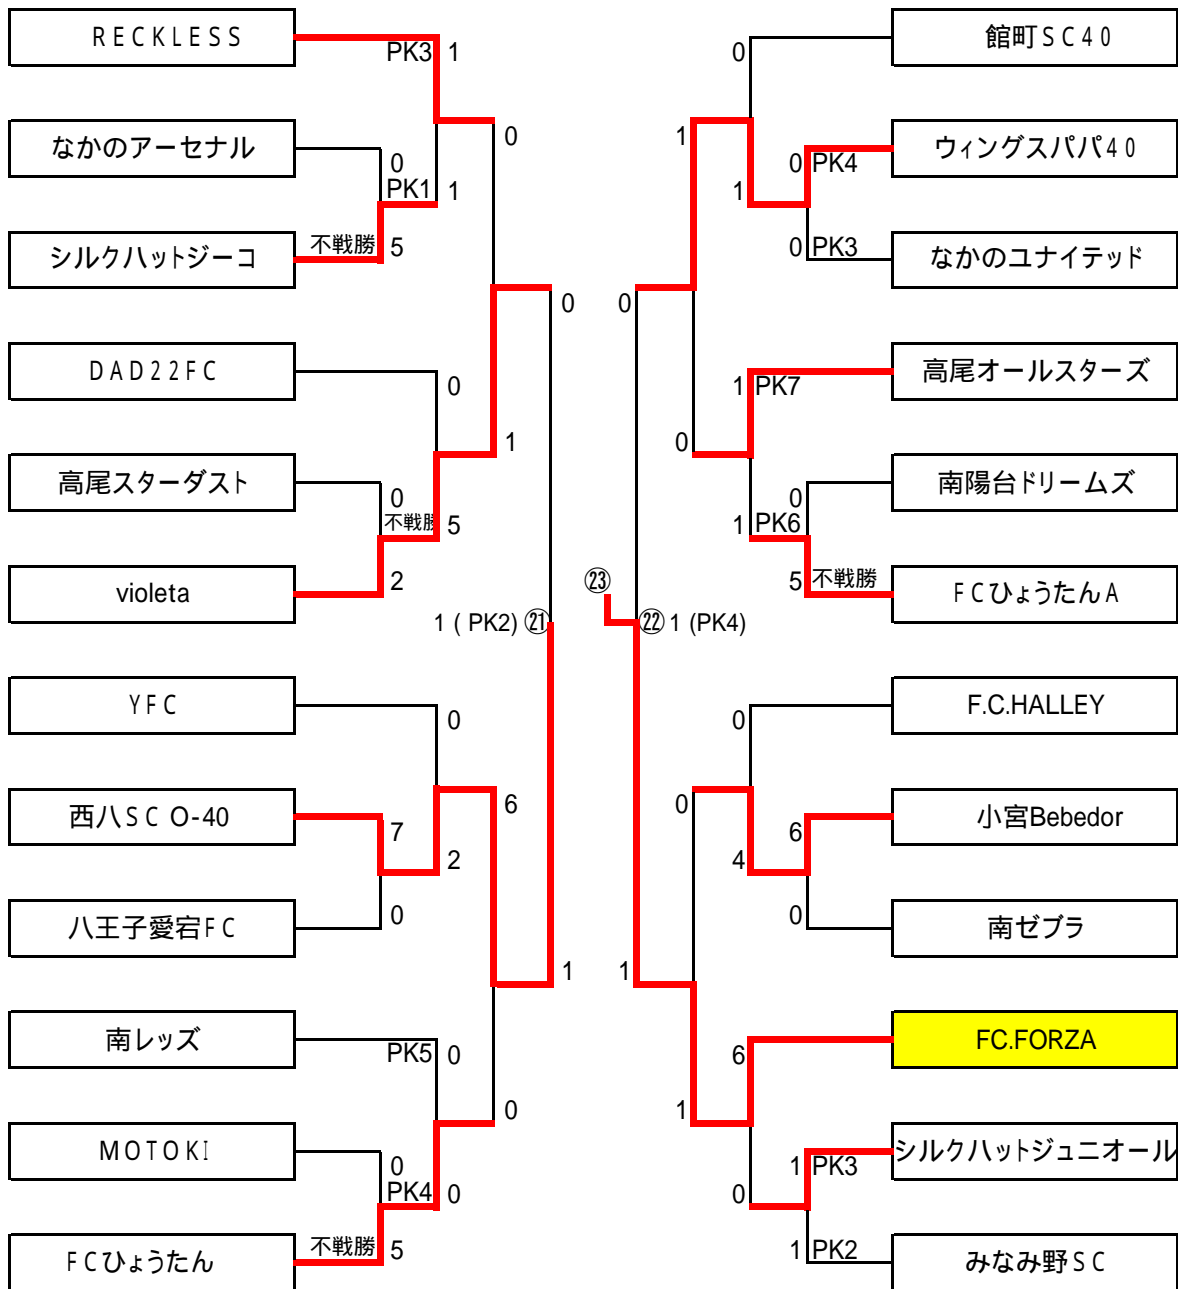 RECKLESS
PK3 1
0
館町SC40
なかのアーセナル
0
PK1 1
0
1
0 PK4
1
ウィングスパパ40
シルクハットジーコ
不戦勝 5
0 PK3
なかのユナイテッド
0
0
DAD22FC
0
1 PK7
高尾オールスターズ
1
0
高尾スターダスト
0
不戦勝 5
0
1 PK6
南陽台ドリームズ
violeta
2
㉓
5 不戦勝
FCひょうたんA
1 ( PK2) ㉑
㉒ 1 (PK4)
YFC
0
0
F.C.HALLEY
西八SC O-40
7
2
6
0
6
4
小宮Bebedor
八王子愛宕FC
0
0
南ゼブラ
1
1
南レッズ
PK5 0
6
FC.FORZA
0
1
MOTOKI
0
PK4 0
1 PK3
0
シルクハットジュニオール
FCひょうたん
不戦勝 5
1 PK2
みなみ野SC